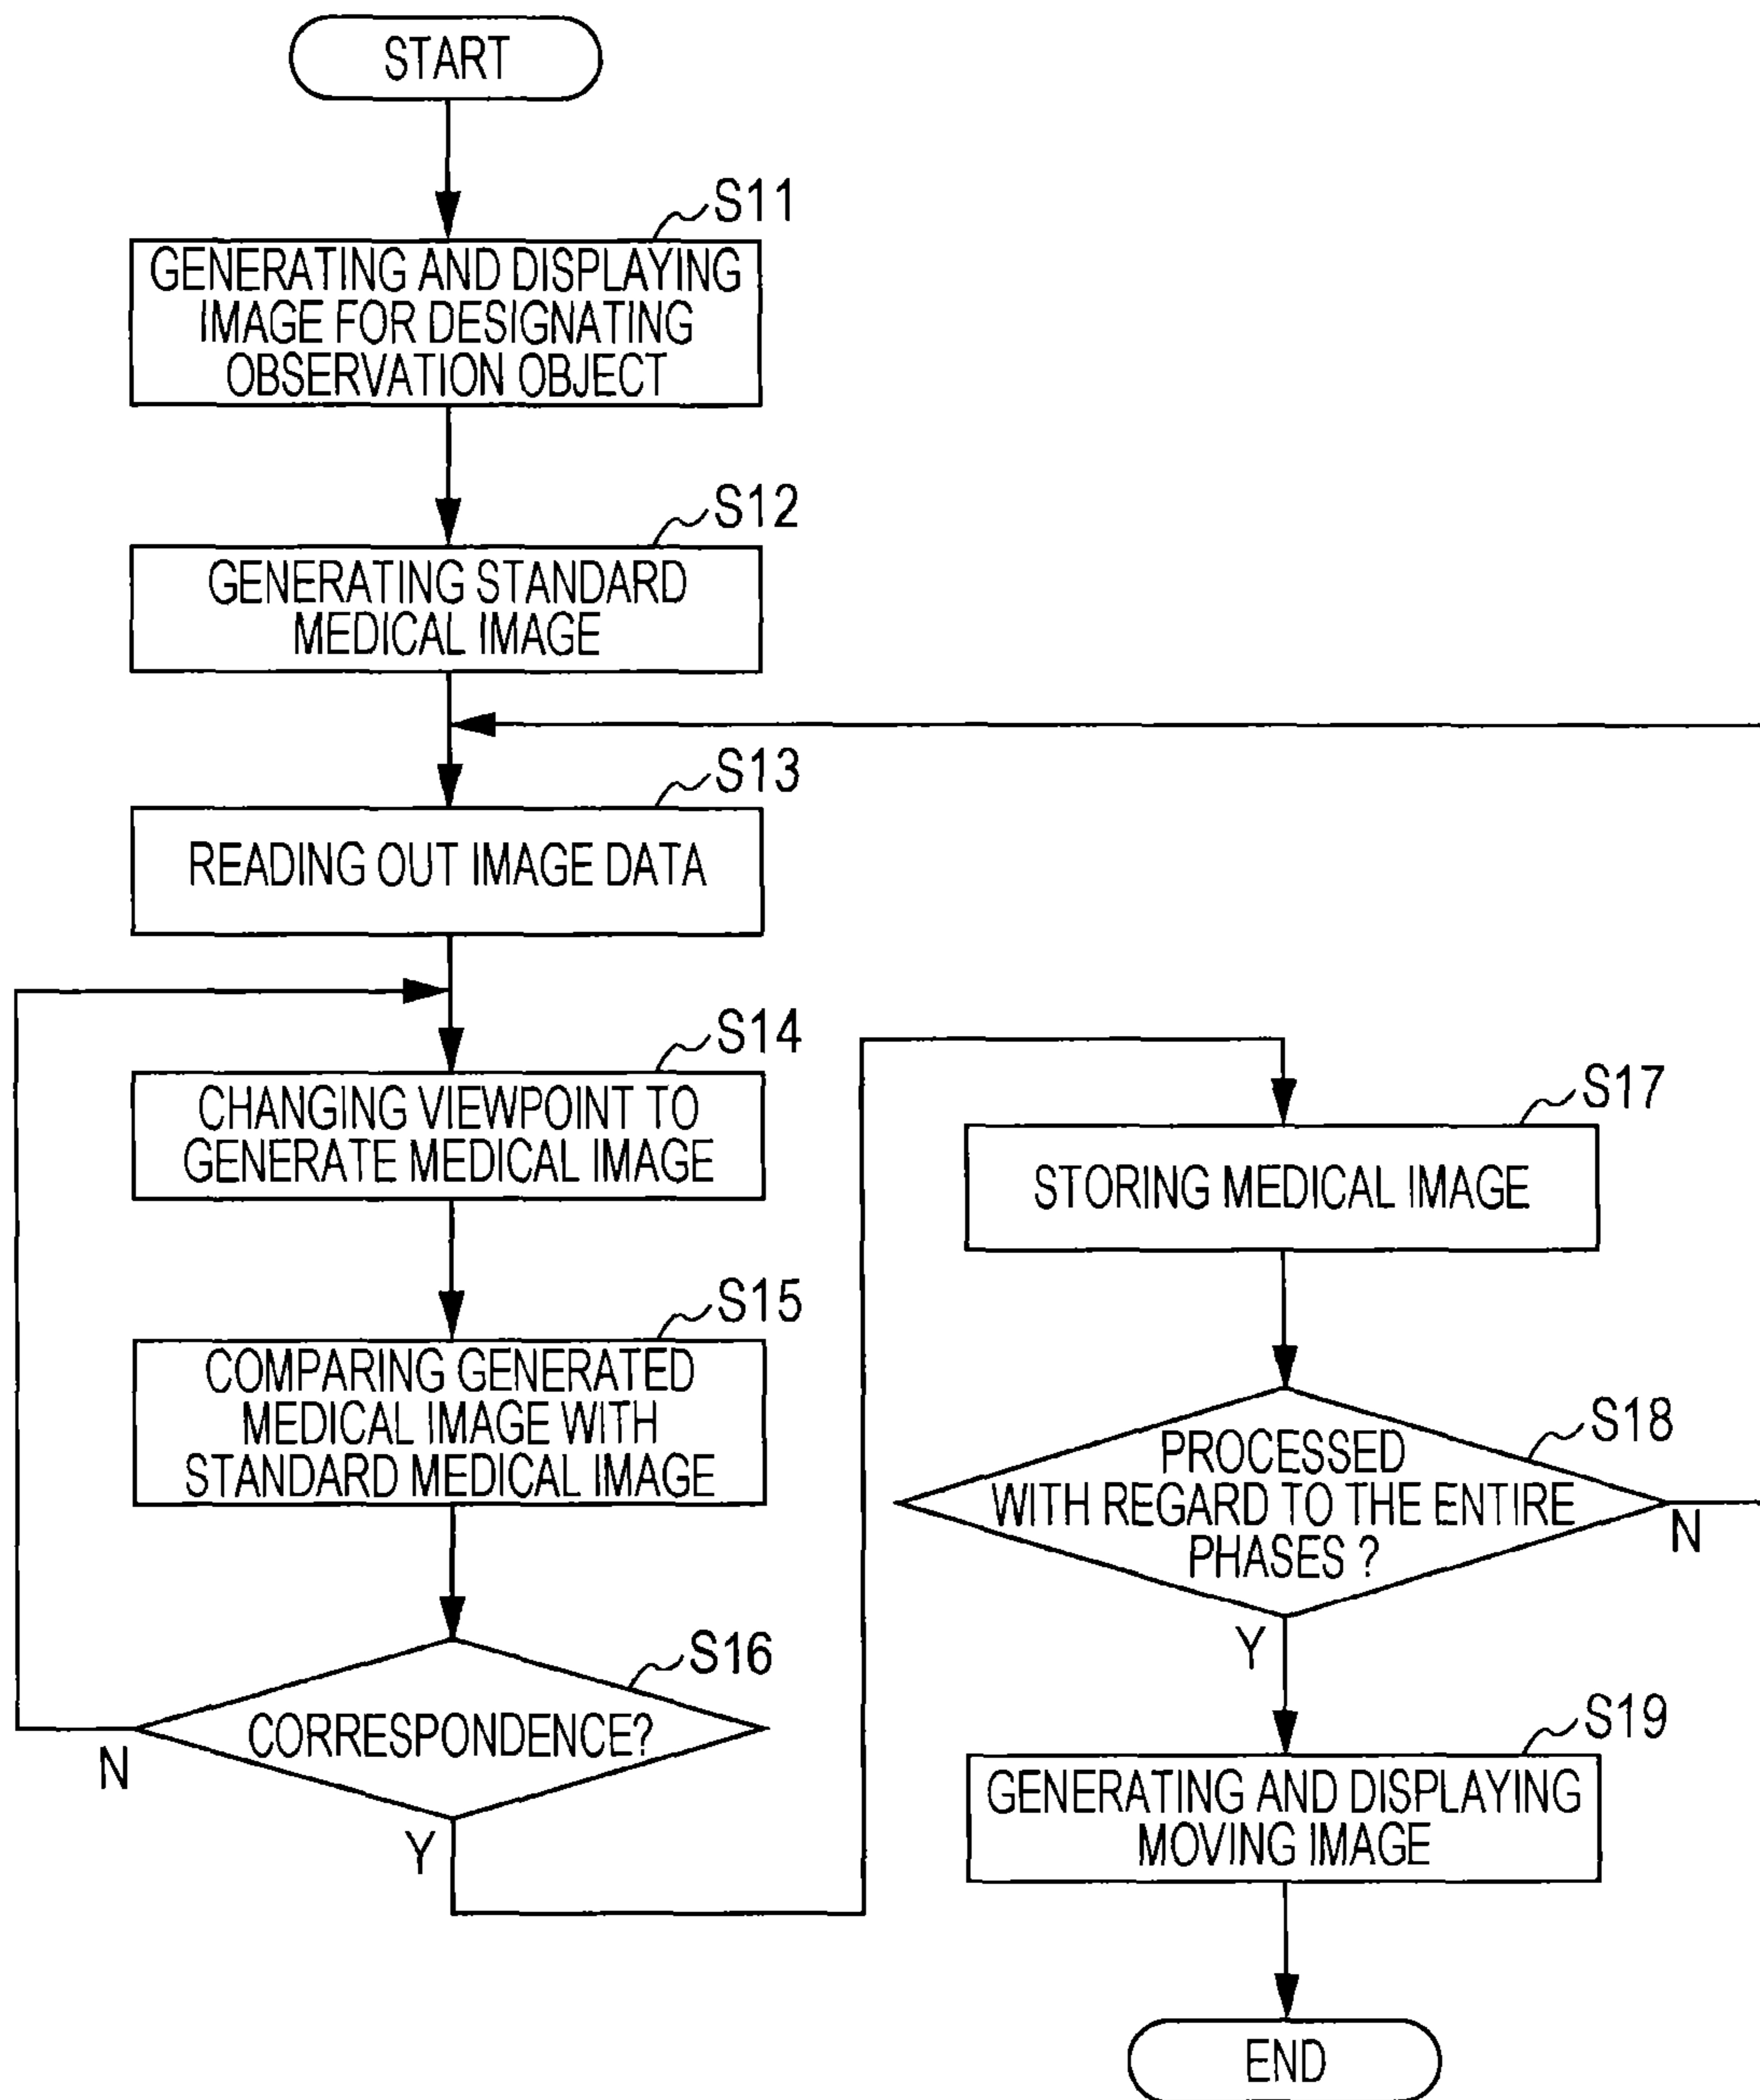 START
S11
GENERATING AND DISPLAYING
IMAGE FOR DESIGNATING
OBSERVATION OBJECT
S12
GENERATING STANDARD
MEDICAL IMAGE
S13
READING OUT IMAGE DATA
S14
CHANGING VIEWPOINT TO
GENERATE MEDICAL IMAGE
S15
COMPARING GENERATED
MEDICAL IMAGE WITH
STANDARD MEDICAL IMAGE
S16
CORRESPONDENCE?
N
Y
S17
STORING MEDICAL IMAGE
S18
PROCESSED
WITH REGARD TO THE ENTIRE
PHASES ?
N
Y
S19
GENERATING AND DISPLAYING
MOVING IMAGE
END